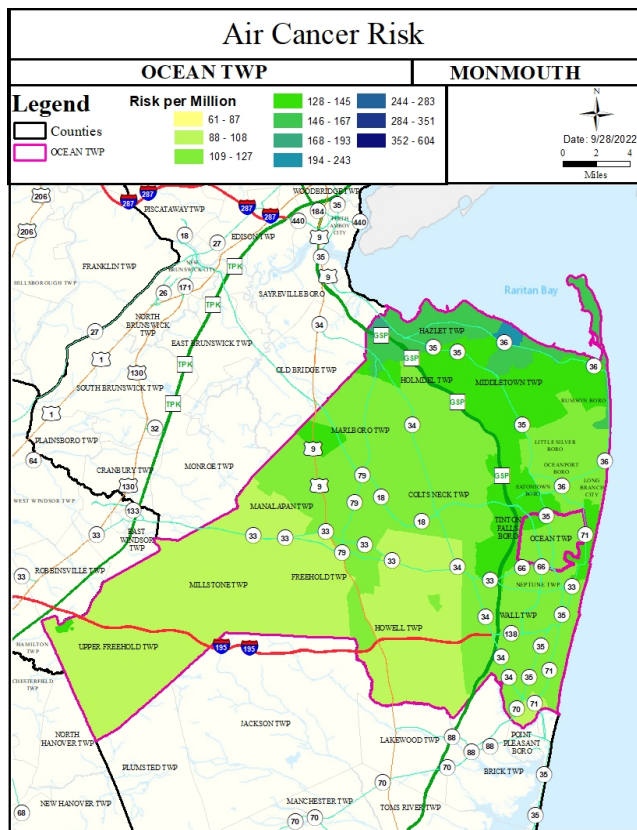 Air Cancer Risk
OCEAN TWP
MONMOUTH
Legend
Counties
OCEAN TWP
Risk per Million
61 - 87
88 - 108
109 - 127
128 - 145
146 - 167
168 - 193
194 - 243
244 - 283
284 - 351
352 - 604
N
Date: 9/28/2022
0 2 4
Miles
WOODBRIDGE TWP
206
287
287
PISCATAWAY TWP
287
287
184
35
440
440
PERTH AMBOY CITY
206
18
27
EDISON TWP
9
NEW BRUNSWICK CITY
35
FRANKLIN TWP
TPK
9
HILLSBOROUGH TWP
26
171
SAYREVILLE BORO
Raritan Bay
TPK
27
NORTH BRUNSWICK TWP
34
HAZLET TWP
GSP
35
36
EAST BRUNSWICK TWP
1
TPK
OLD BRIDGE TWP
GSP
35
36
130
HOLMDEL TWP
MIDDLETOWN TWP
SOUTH BRUNSWICK TWP
TPK
GSP
RUMSON BORO
1
32
MARLBORO TWP
34
35
PLAINSBORO TWP
9
LITTLE SILVER BORO
64
CRANBURY TWP
MONROE TWP
79
GSP
OCEANPORT BORO
36
130
9
18
EATONTOWN BORO
36
LONG BRANCH CITY
WEST WINDSOR TWP
133
MANALAPAN TWP
79
COLTS NECK TWP
18
35
33
EAST WINDSOR TWP
33
33
33
33
TINTON FALLS BORO
OCEAN TWP
71
79
33
66
66
33
ROBBINSVILLE TWP
FREEHOLD TWP
34
33
NEPTUNE TWP
33
MILLSTONE TWP
34
WALL TWP
35
HOWELL TWP
138
HAMILTON TWP
UPPER FREEHOLD TWP
195
195
34
35
CHESTERFIELD TWP
34
35
71
70
71
NORTH HANOVER TWP
JACKSON TWP
LAKEWOOD TWP
88
88
88
POINT PLEASANT BORO
PLUMSTED TWP
70
70
BRICK TWP
35
NEW HANOVER TWP
MANCHESTER TWP
68
70
70
TOMS RIVER TWP
35